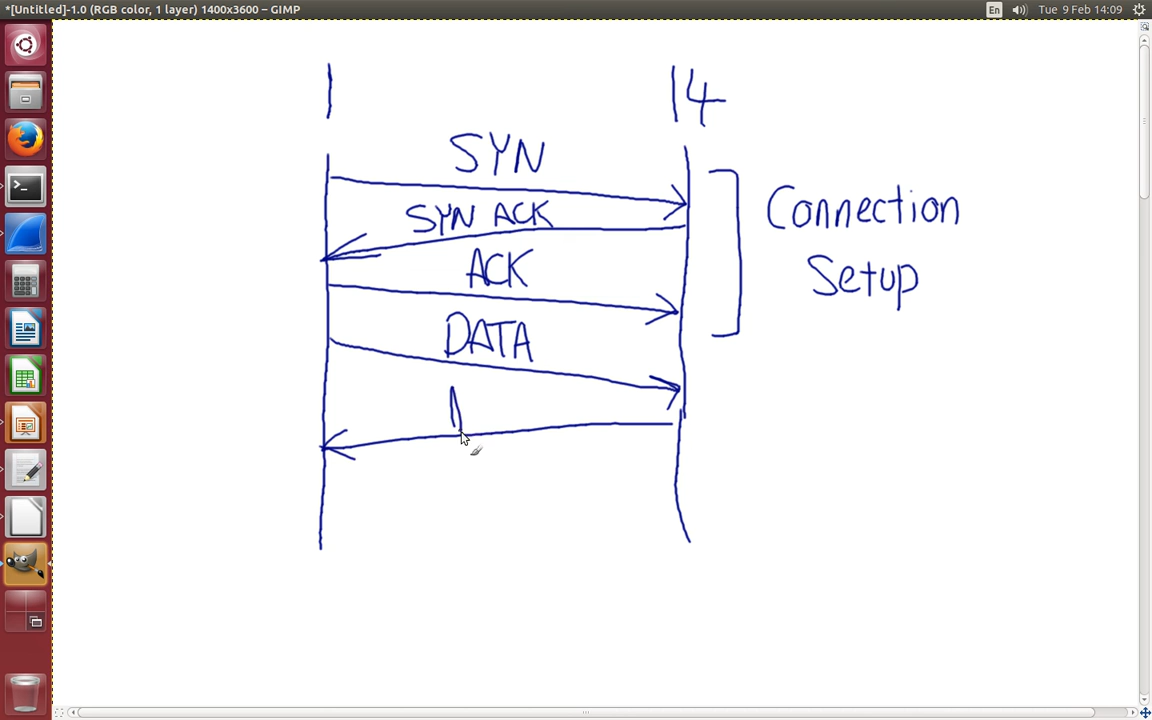 *[Untitled]-1.0 (RGB color, 1 layer) 1400x3600 – GIMP
En
Tue 9 Feb 14:09
1
14
SYN
SYN ACK
ACK
DATA
Connection
Setup